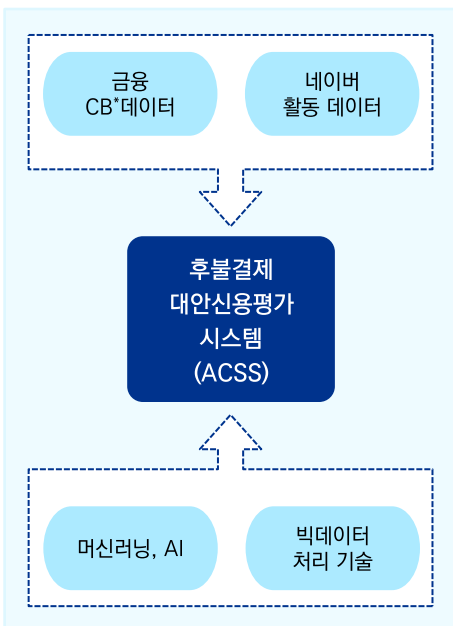 금융
CB*데이터
네이버
활동 데이터
후불결제
대안신용평가
시스템
(ACSS)
머신러닝, AI
빅데이터
처리 기술